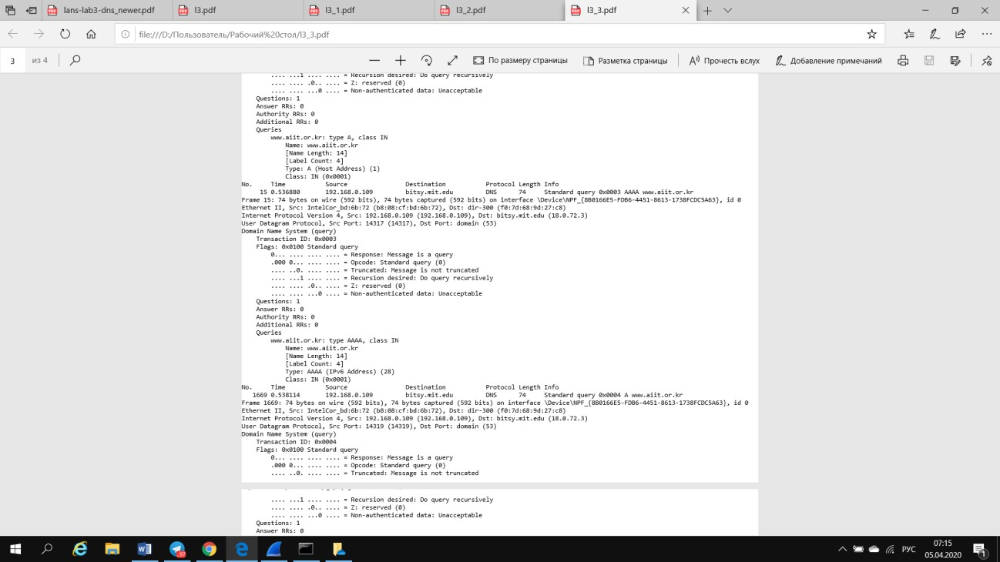 lans-lab3-dns_newer.pdf
l3.pdf
l3_1.pdf
l3_2.pdf
l3_3.pdf
file:///D:/Пользователь/Рабочий%20стол/l3_3.pdf
3 из 4
По размеру страницы
Разметка страницы
Прочесть вслух
Добавление примечаний
.... ...1 .... .... = Recursion desired: Do query recursively
.... .... .0.. .... = Z: reserved (0)
.... .... ...0 .... = Non-authenticated data: Unacceptable
Questions: 1
Answer RRs: 0
Authority RRs: 0
Additional RRs: 0
Queries
www.aiit.or.kr: type A, class IN
Name: www.aiit.or.kr
[Name Length: 14]
[Label Count: 4]
Type: A (Host Address) (1)
Class: IN (0x0001)
No. Time Source Destination Protocol Length Info
15 0.536880 192.168.0.109 bitsy.mit.edu DNS 74 Standard query 0x0003 AAAA www.aiit.or.kr
Frame 15: 74 bytes on wire (592 bits), 74 bytes captured (592 bits) on interface \Device\NPF_{8B0166E5-FDB6-4451-8613-1738FCDC5A63}, id 0
Ethernet II, Src: IntelCor_bd:6b:72 (b8:08:cf:bd:6b:72), Dst: dir-300 (f0:7d:68:9d:27:c8)
Internet Protocol Version 4, Src: 192.168.0.109 (192.168.0.109), Dst: bitsy.mit.edu (18.0.72.3)
User Datagram Protocol, Src Port: 14317 (14317), Dst Port: domain (53)
Domain Name System (query)
Transaction ID: 0x0003
Flags: 0x0100 Standard query
0... .... .... .... = Response: Message is a query
.000 0... .... .... = Opcode: Standard query (0)
.... ..0. .... .... = Truncated: Message is not truncated
.... ...1 .... .... = Recursion desired: Do query recursively
.... .... .0.. .... = Z: reserved (0)
.... .... ...0 .... = Non-authenticated data: Unacceptable
Questions: 1
Answer RRs: 0
Authority RRs: 0
Additional RRs: 0
Queries
www.aiit.or.kr: type AAAA, class IN
Name: www.aiit.or.kr
[Name Length: 14]
[Label Count: 4]
Type: AAAA (IPv6 Address) (28)
Class: IN (0x0001)
No. Time Source Destination Protocol Length Info
1669 0.538114 192.168.0.109 bitsy.mit.edu DNS 74 Standard query 0x0004 A www.aiit.or.kr
Frame 1669: 74 bytes on wire (592 bits), 74 bytes captured (592 bits) on interface \Device\NPF_{8B0166E5-FDB6-4451-8613-1738FCDC5A63}, id 0
Ethernet II, Src: IntelCor_bd:6b:72 (b8:08:cf:bd:6b:72), Dst: dir-300 (f0:7d:68:9d:27:c8)
Internet Protocol Version 4, Src: 192.168.0.109 (192.168.0.109), Dst: bitsy.mit.edu (18.0.72.3)
User Datagram Protocol, Src Port: 14319 (14319), Dst Port: domain (53)
Domain Name System (query)
Transaction ID: 0x0004
Flags: 0x0100 Standard query
0... .... .... .... = Response: Message is a query
.000 0... .... .... = Opcode: Standard query (0)
.... ..0. .... .... = Truncated: Message is not truncated
.... ...1 .... .... = Recursion desired: Do query recursively
.... .... .0.. .... = Z: reserved (0)
.... .... ...0 .... = Non-authenticated data: Unacceptable
Questions: 1
Answer RRs: 0
97
РУС
07:15
05.04.2020
1